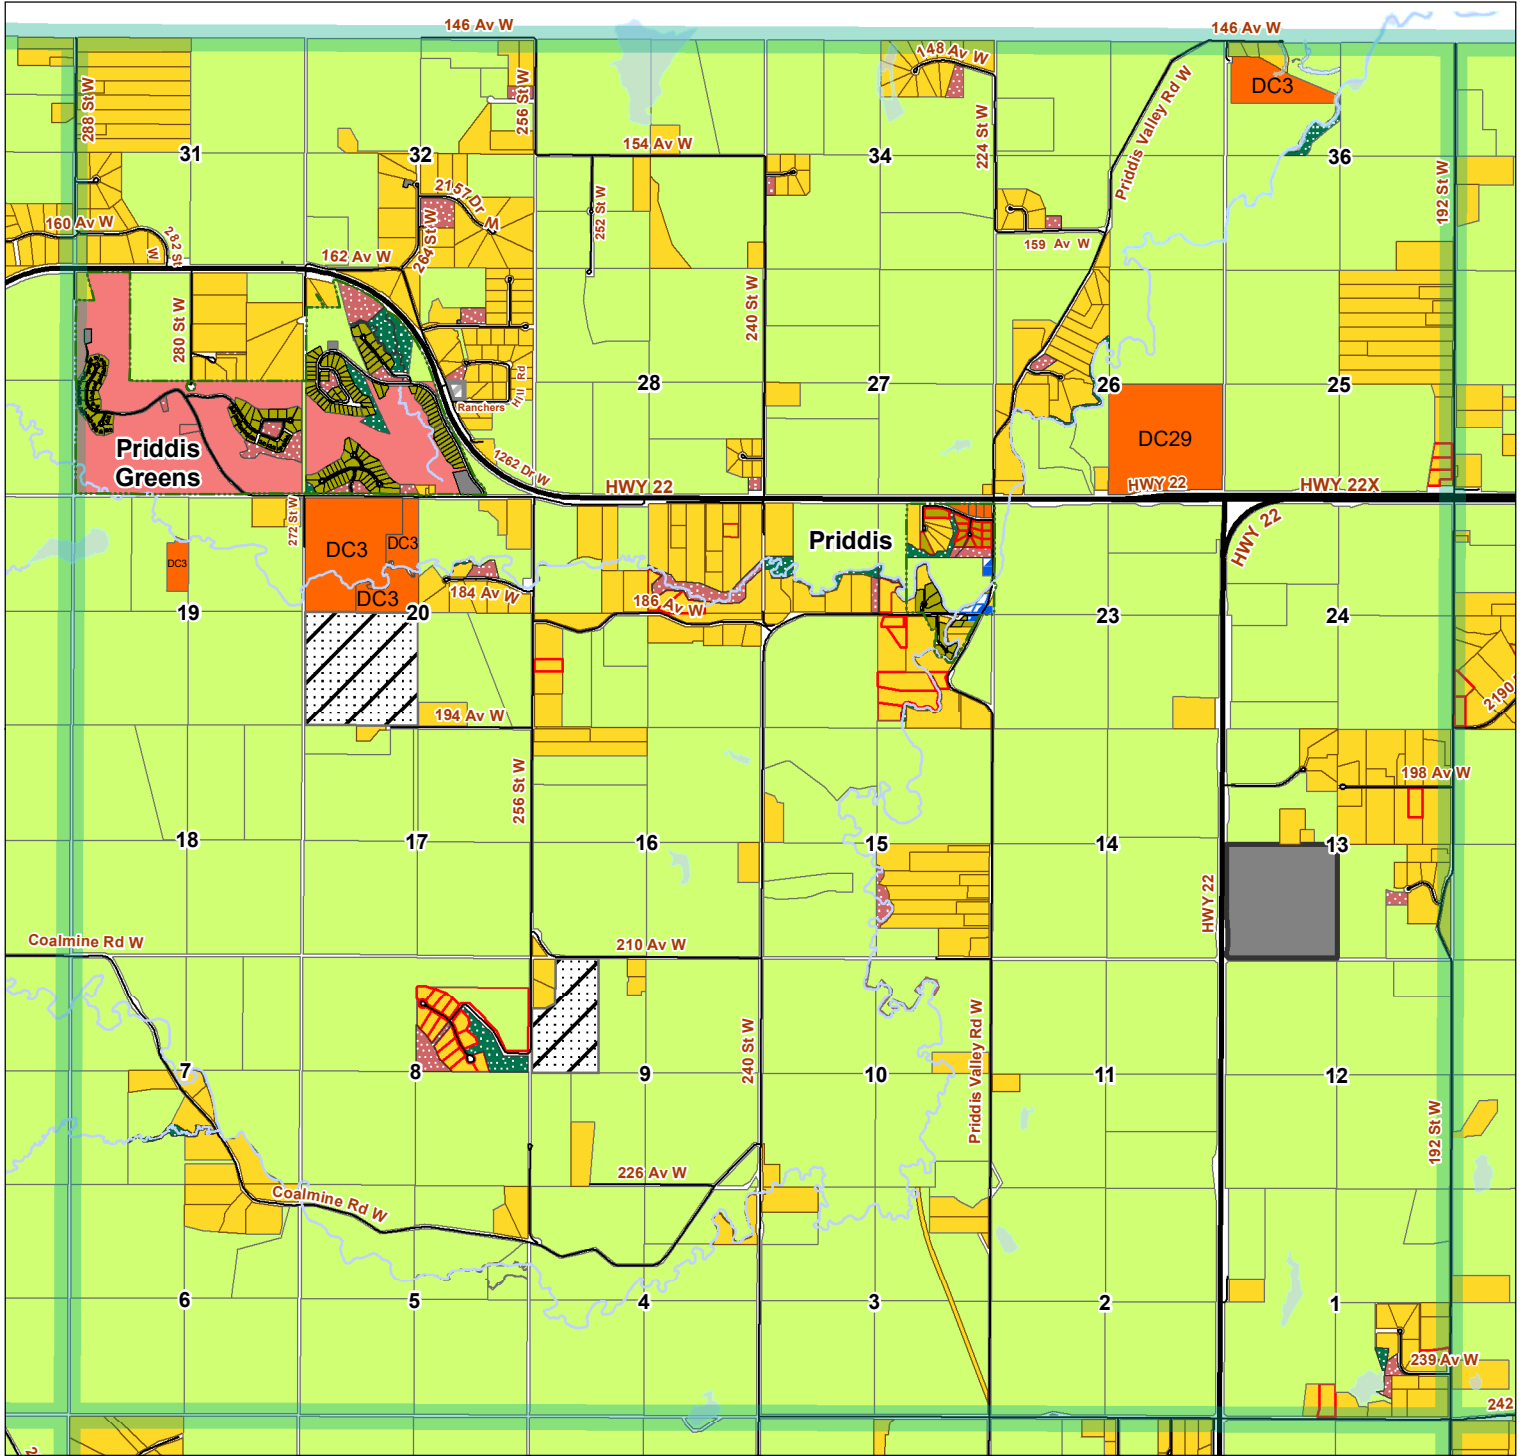 146 Av W
146 Av W
148 Av W
288 St W
256 St W
224 St W
Priddis Valley Rd W
DC3
154 Av W
31
32
34
36
2157 Dr W
264 St W
252 St W
192 St W
160 Av W
282 St W
162 Av W
159 Av W
280 St W
240 St W
28
27
26
25
Ranchers
Hill Rd
Priddis
Greens
DC29
1262 Dr W
HWY 22
HWY 22
HWY 22X
272 St W
DC3
DC3
DC3
DC3
Priddis
HWY 22
184 Av W
186 Av W
19
20
23
24
194 Av W
2190
256 St W
198 Av W
18
17
16
15
14
13
HWY 22
Coalmine Rd W
210 Av W
240 St W
Priddis Valley Rd W
7
8
9
10
11
12
192 St W
226 Av W
Coalmine Rd W
6
5
4
3
2
1
239 Av W
242